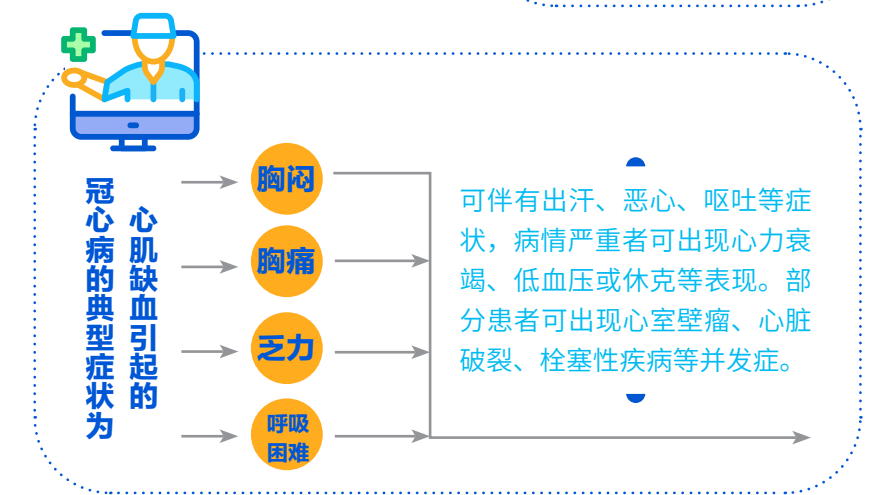 冠心病的典型症状为
心肌缺血引起的
胸闷
胸痛
乏力
呼吸
困难
可伴有出汗、恶心、呕吐等症
状，病情严重者可出现心力衰
竭、低血压或休克等表现。部
分患者可出现心室壁瘤、心脏
破裂、栓塞性疾病等并发症。